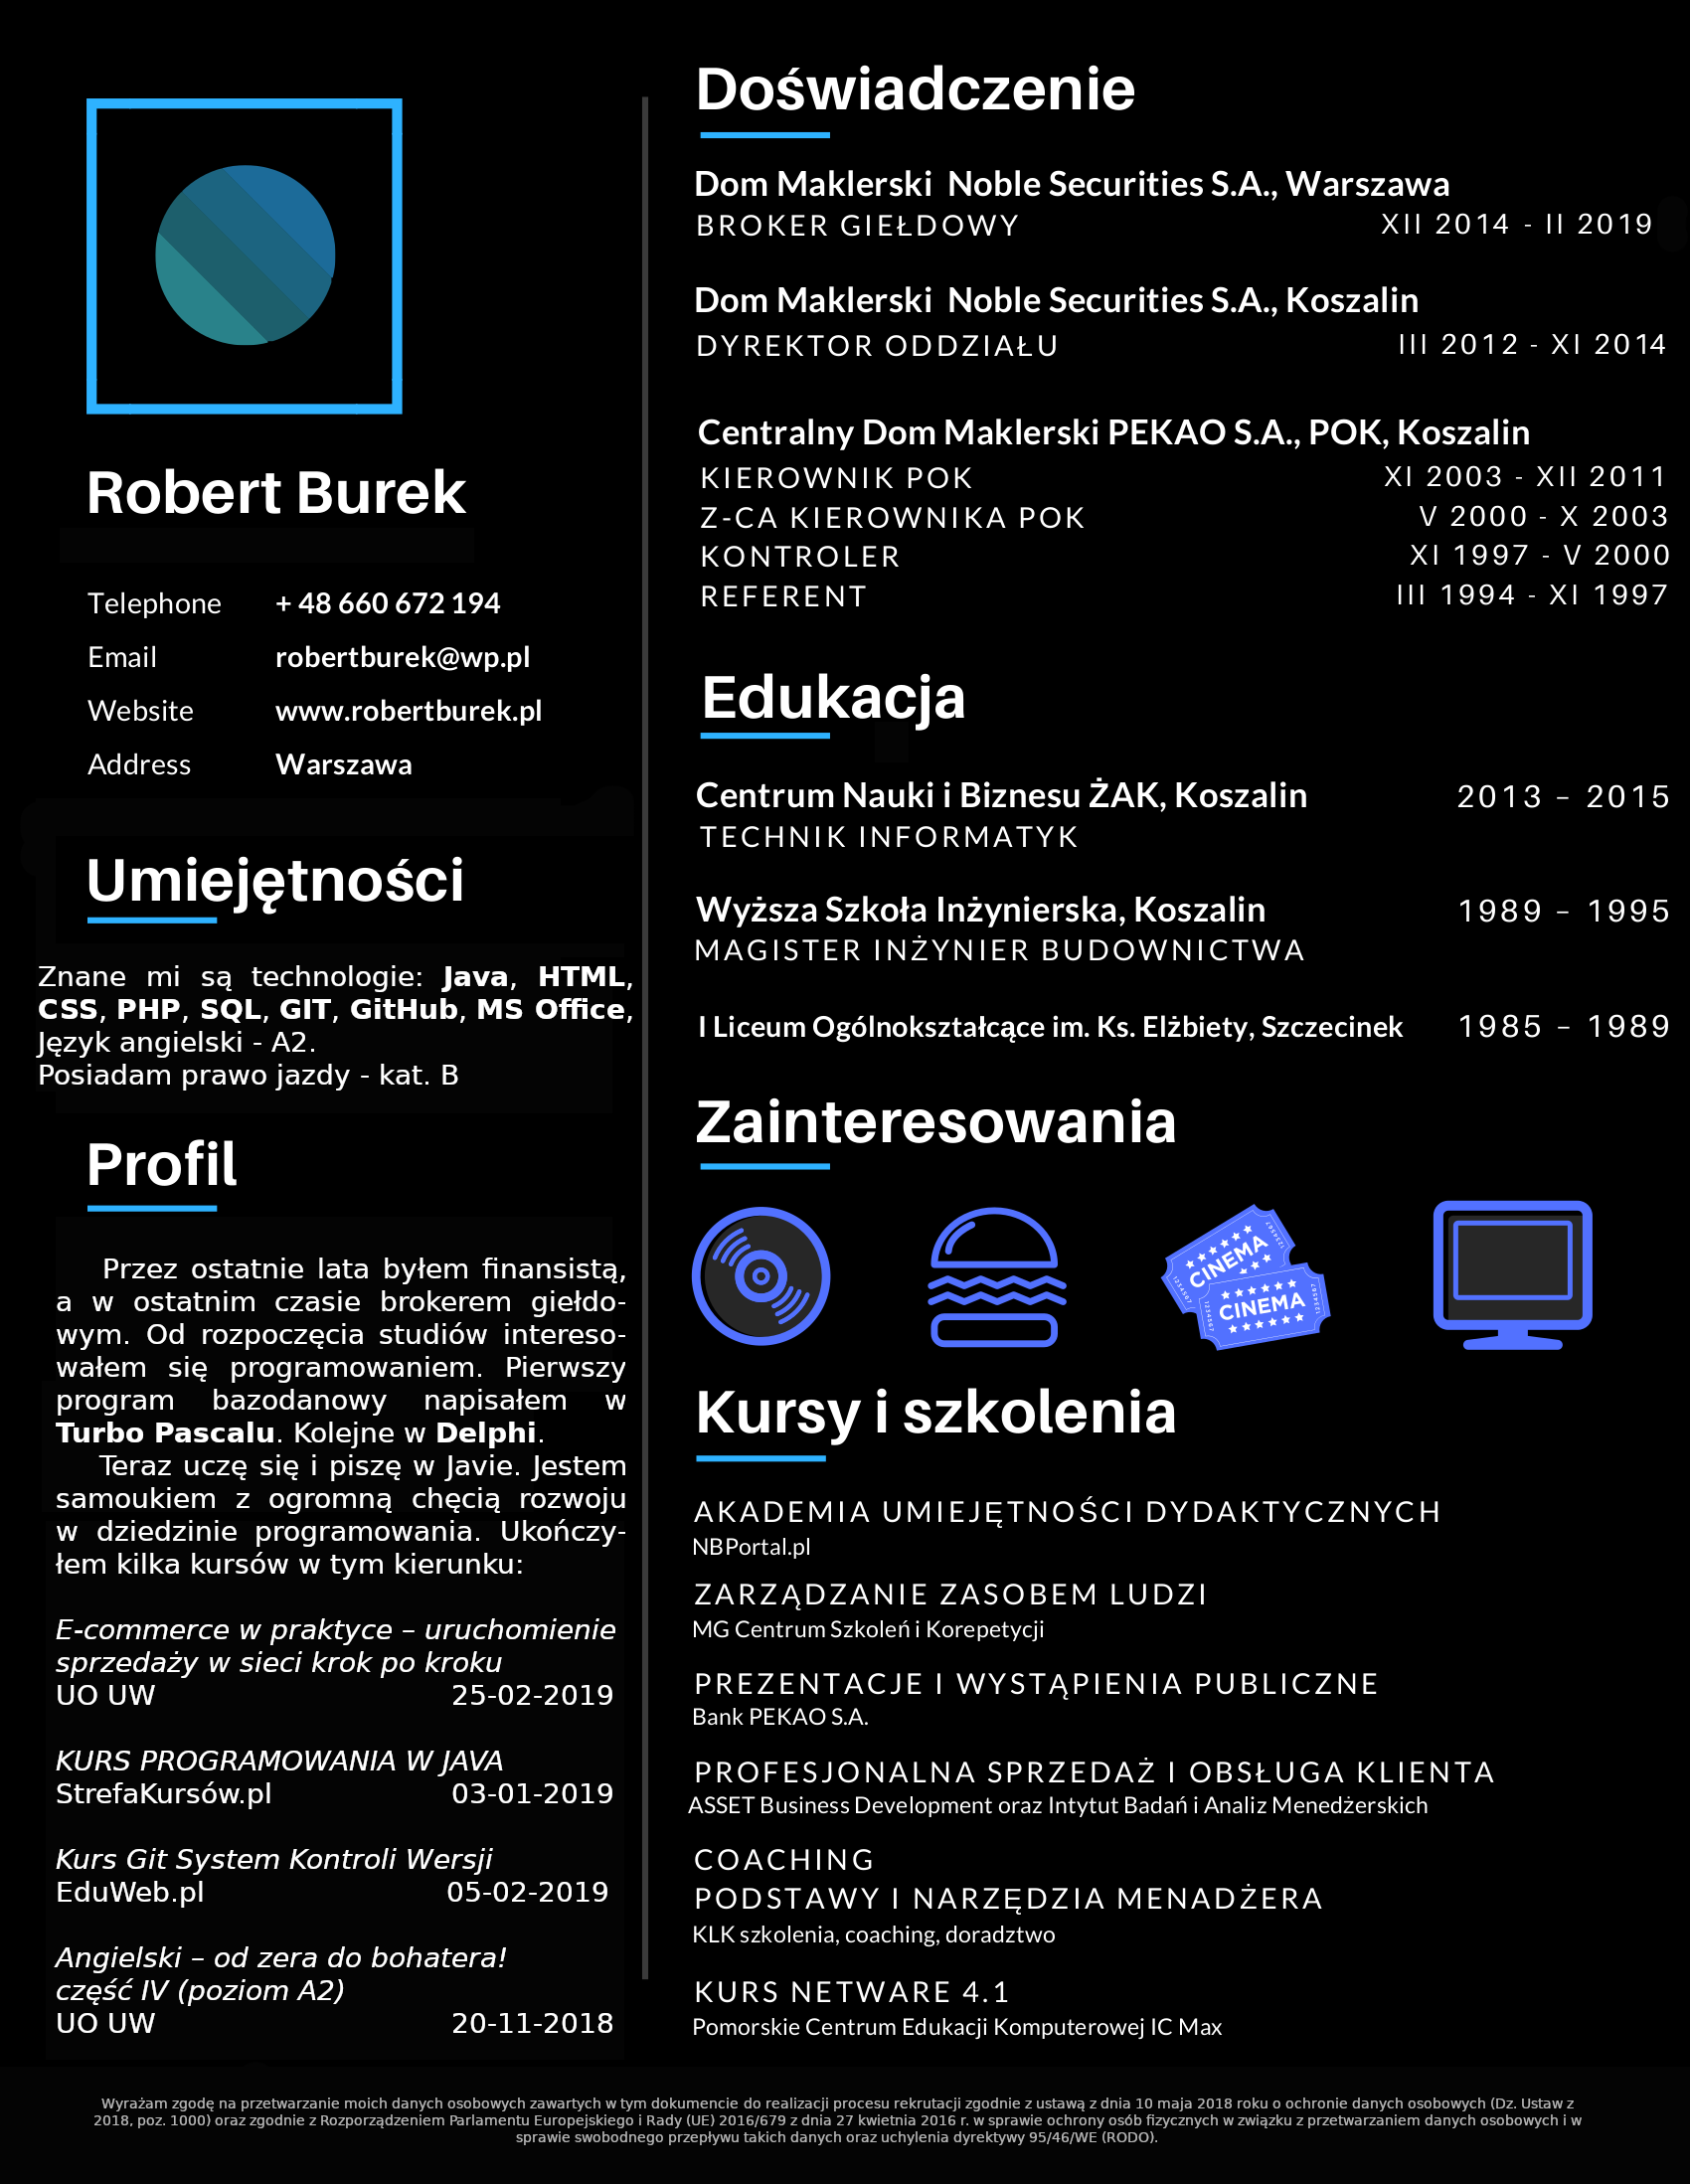 Robert Burek
Telephone + 48 660 672 194
Email robertburek@wp.pl
Website www.robertburek.pl
Address Warszawa
Umiejętności
Znane mi są technologie: Java, HTML,
CSS, PHP, SQL, GIT, GitHub, MS Office,
Język angielski - A2.
Posiadam prawo jazdy - kat. B
Profil
Przez ostatnie lata byłem finansistą,
a w ostatnim czasie brokerem giełdo-
wym. Od rozpoczęcia studiów intereso-
wałem się programowaniem. Pierwszy
program bazodanowy napisałem w
Turbo Pascalu. Kolejne w Delphi.
Teraz uczę się i piszę w Javie. Jestem
samoukiem z ogromną chęcią rozwoju
w dziedzinie programowania. Ukończy-
łem kilka kursów w tym kierunku:
E-commerce w praktyce – uruchomienie
sprzedaży w sieci krok po kroku
UO UW 25-02-2019
KURS PROGRAMOWANIA W JAVA
StrefaKursów.pl 03-01-2019
Kurs Git System Kontroli Wersji
EduWeb.pl 05-02-2019
Angielski – od zera do bohatera!
część IV (poziom A2)
UO UW 20-11-2018
Doświadczenie
Dom Maklerski Noble Securities S.A., Warszawa
BROKER GIEŁDOWY XII 2014 - II 2019
Dom Maklerski Noble Securities S.A., Koszalin
DYREKTOR ODDZIAŁU III 2012 - XI 2014
Centralny Dom Maklerski PEKAO S.A., POK, Koszalin
KIEROWNIK POK XI 2003 - XII 2011
Z-CA KIEROWNIKA POK V 2000 - X 2003
KONTROLER XI 1997 - V 2000
REFERENT III 1994 - XI 1997
Edukacja
Centrum Nauki i Biznesu ŻAK, Koszalin 2013 – 2015
TECHNIK INFORMATYK
Wyższa Szkoła Inżynierska, Koszalin 1989 – 1995
MAGISTER INŻYNIER BUDOWNICTWA
I Liceum Ogólnokształcące im. Ks. Elżbiety, Szczecinek 1985 – 1989
Zainteresowania
CINEMA
1234567
1234567
CINEMA
1234567
1234567
Kursy i szkolenia
AKADEMIA UMIEJĘTNOŚCI DYDAKTYCZNYCH
NBPortal.pl
ZARZĄDZANIE ZASOBEM LUDZI
MG Centrum Szkoleń i Korepetycji
PREZENTACJE I WYSTĄPIENIA PUBLICZNE
Bank PEKAO S.A.
PROFESJONALNA SPRZEDAŻ I OBSŁUGA KLIENTA
ASSET Business Development oraz Intytut Badań i Analiz Menedżerskich
COACHING
PODSTAWY I NARZĘDZIA MENADŻERA
KLK szkolenia, coaching, doradztwo
KURS NETWARE 4.1
Pomorskie Centrum Edukacji Komputerowej IC Max
Wyrażam zgodę na przetwarzanie moich danych osobowych zawartych w tym dokumencie do realizacji procesu rekrutacji zgodnie z ustawą z dnia 10 maja 2018 roku o ochronie danych osobowych (Dz. Ustaw z
2018, poz. 1000) oraz zgodnie z Rozporządzeniem Parlamentu Europejskiego i Rady (UE) 2016/679 z dnia 27 kwietnia 2016 r. w sprawie ochrony osób fizycznych w związku z przetwarzaniem danych osobowych i w
sprawie swobodnego przepływu takich danych oraz uchylenia dyrektywy 95/46/WE (RODO).